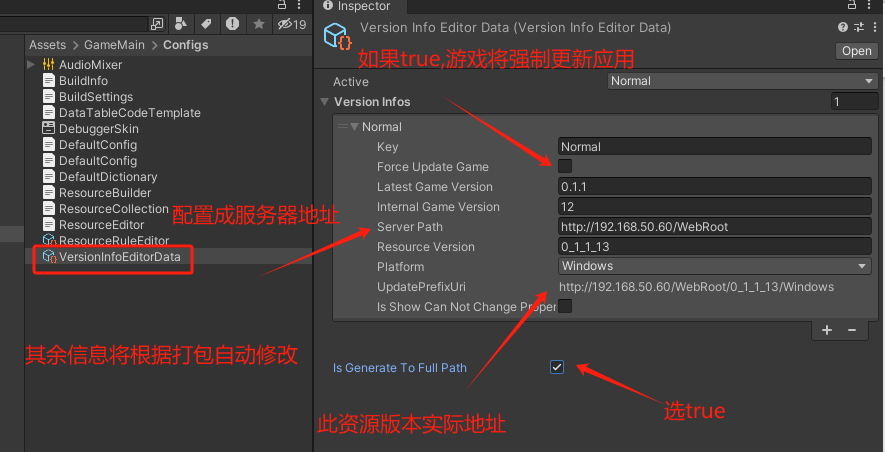 19
Assets > GameMain > Configs
AudioMixer
BuildInfo
BuildSettings
DataTableCodeTemplate
DebuggerSkin
DefaultConfig
DefaultConfig
DefaultDictionary
ResourceBuilder
ResourceCollection
ResourceEditor
ResourceRuleEditor
VersionInfoEditorData
配置成服务器地址
其余信息将根据打包自动修改
Inspector
Version Info Editor Data (Version Info Editor Data)
Open
如果true,游戏将强制更新应用
Active Normal
Version Infos 1
Normal
Key Normal
Force Update Game
Latest Game Version 0.1.1
Internal Game Version 12
Server Path http://192.168.50.60/WebRoot
Resource Version 0_1_1_13
Platform Windows
UpdatePrefixUri http://192.168.50.60/WebRoot/0_1_1_13/Windows
Is Show Can Not Change Proper
Is Generate To Full Path
选true
此资源版本实际地址